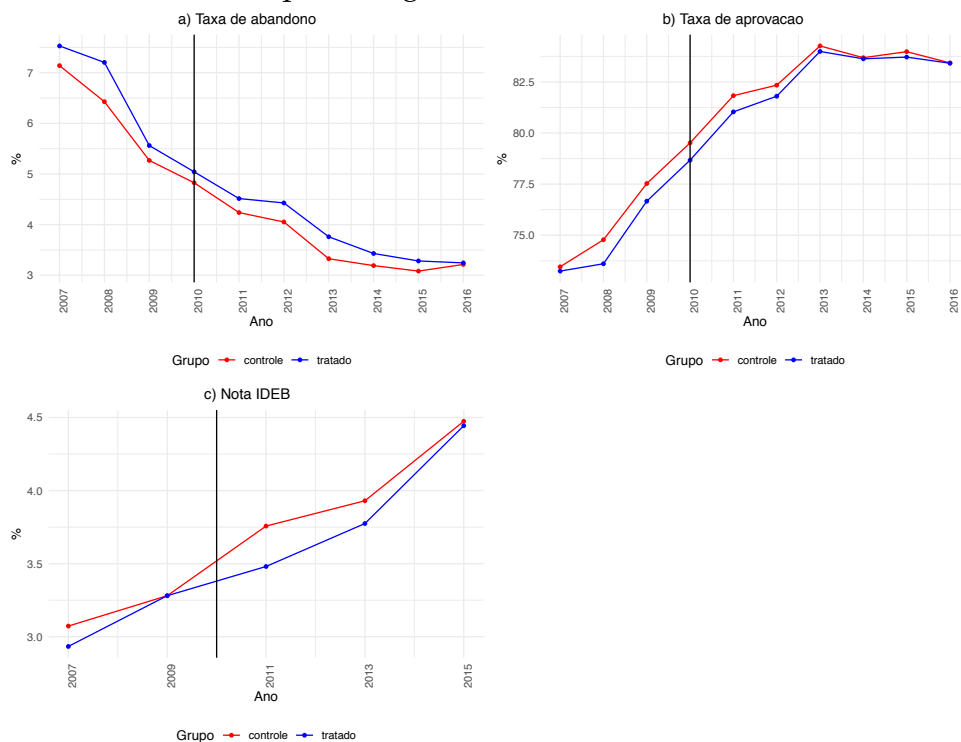 a) Taxa de abandono
7
6
5
4
3
%
2007 2008 2009 2010 2011 2012 2013 2014 2015 2016
Ano
Grupo controle tratado
b) Taxa de aprovacao
82.5
80.0
77.5
75.0
%
2007 2008 2009 2010 2011 2012 2013 2014 2015 2016
Ano
Grupo controle tratado
c) Nota IDEB
4.5
4.0
3.5
3.0
%
2007 2009 2011 2013 2015
Ano
Grupo controle tratado